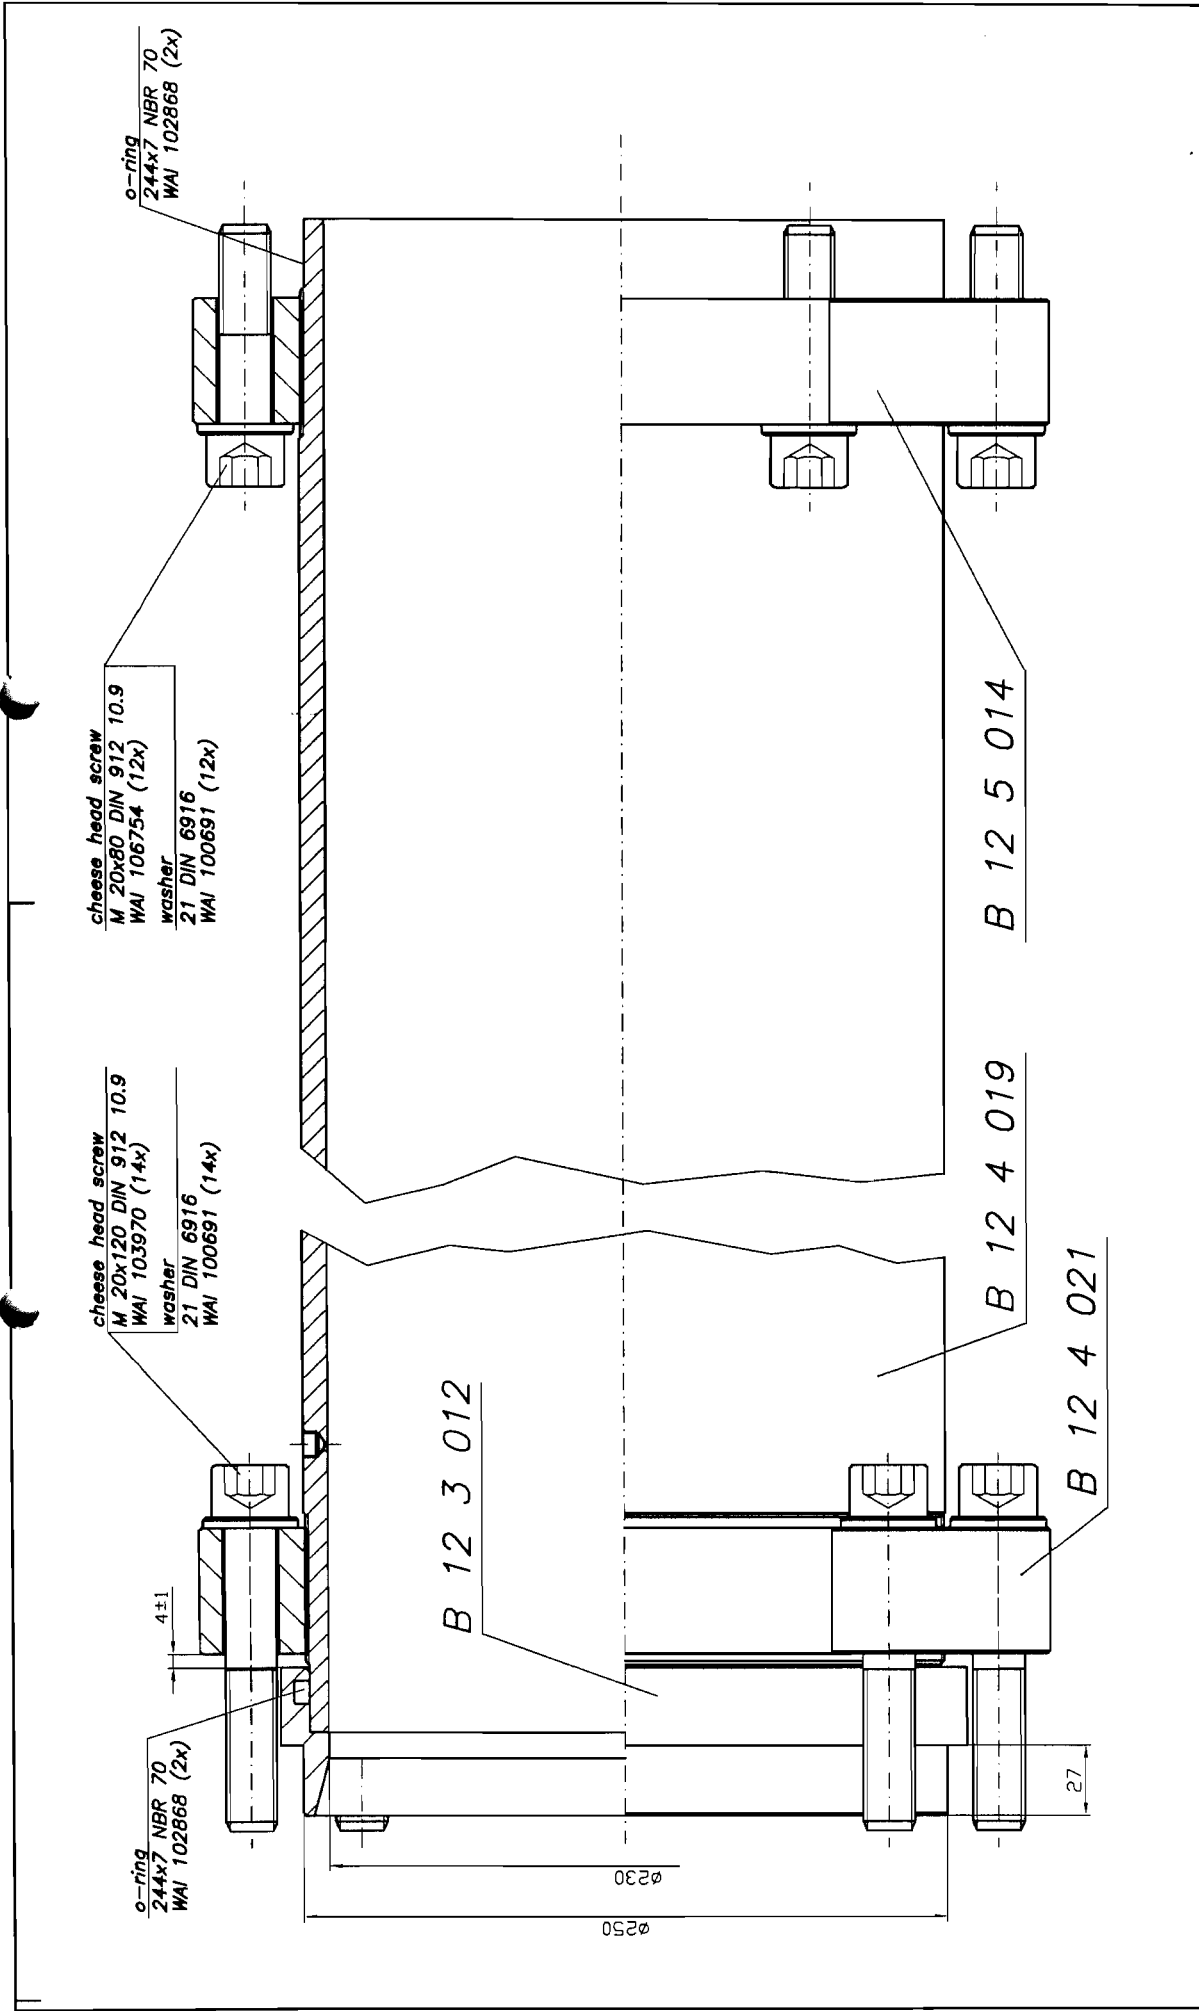 o-ring
244x7 NBR 70
WAI 102868 (2x)
cheese head screw
M 20x120 DIN 912 10.9
WAI 103970 (14x)
washer
21 DIN 6916
WAI 100691 (14x)
cheese head screw
M 20x80 DIN 912 10.9
WAI 106754 (12x)
washer
21 DIN 6916
WAI 100691 (12x)
o-ring
244x7 NBR 70
WAI 102868 (2x)
4±1
B 12 3 012
ø230
ø250
27
B 12 4 019
B 12 5 014
B 12 4 021